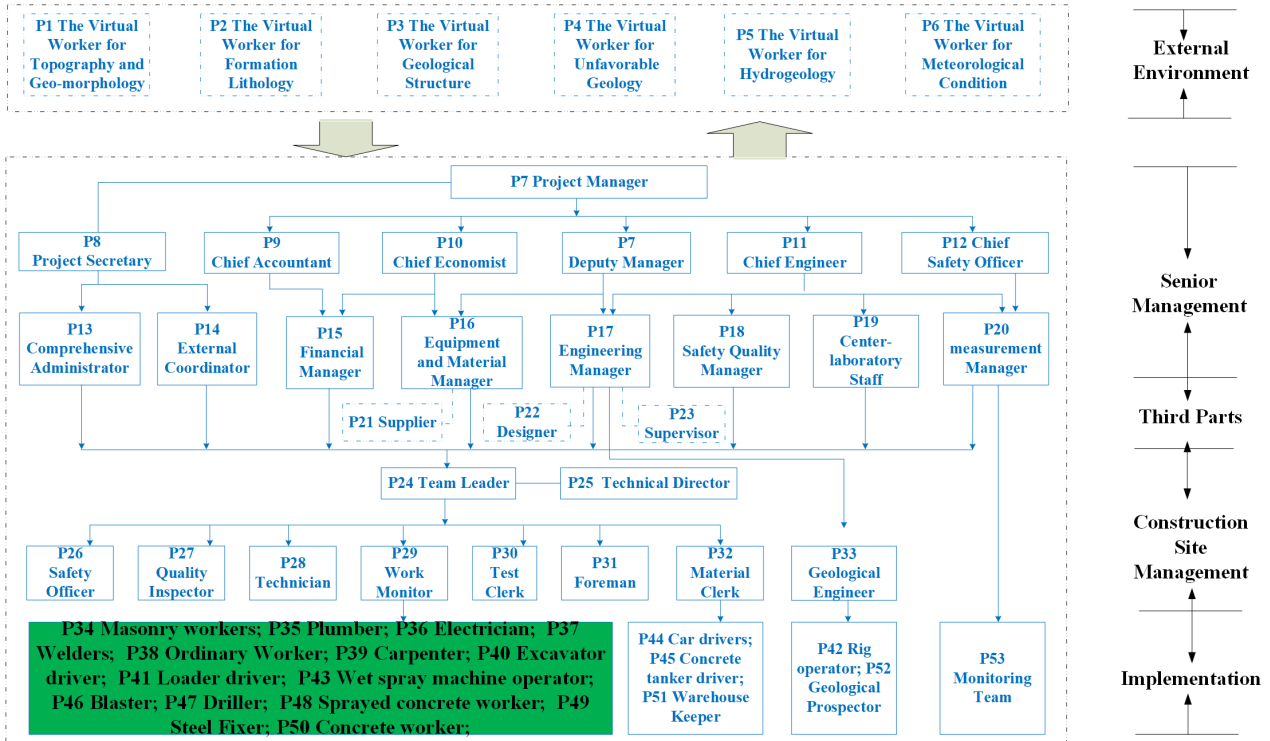 P1 The Virtual
Worker for
Topography and
Geo-morphology
P2 The Virtual
Worker for
Formation
Lithology
P3 The Virtual
Worker for
Geological
Structure
P4 The Virtual
Worker for
Unfavorable
Geology
P5 The Virtual
Worker for
Hydrogeology
P6 The Virtual
Worker for
Meteorological
Condition
External
Environment
P7 Project Manager
P8
Project Secretary
P9
Chief Accountant
P10
Chief Economist
P7
Deputy Manager
P11
Chief Engineer
P12 Chief
Safety Officer
Senior
Management
P13
Comprehensive
Administrator
P14
External
Coordinator
P15
Financial
Manager
P16
Equipment
and Material
Manager
P17
Engineering
Manager
P18
Safety Quality
Manager
P19
Center-
laboratory
Staff
P20
measurement
Manager
P21 Supplier
P22
Designer
P23
Supervisor
Third Parts
P24 Team Leader
P25 Technical Director
Construction
Site
Management
P26
Safety
Officer
P27
Quality
Inspector
P28
Technician
P29
Work
Monitor
P30
Test
Clerk
P31
Foreman
P32
Material
Clerk
P33
Geological
Engineer
P34 Masonry workers; P35 Plumber; P36 Electrician; P37
Welders; P38 Ordinary Worker; P39 Carpenter; P40 Excavator
driver; P41 Loader driver; P43 Wet spray machine operator;
P46 Blaster; P47 Driller; P48 Sprayed concrete worker; P49
Steel Fixer; P50 Concrete worker;
P44 Car drivers;
P45 Concrete
tanker driver;
P51 Warehouse
Keeper
P42 Rig
operator; P52
Geological
Prospector
P53
Monitoring
Team
Implementation